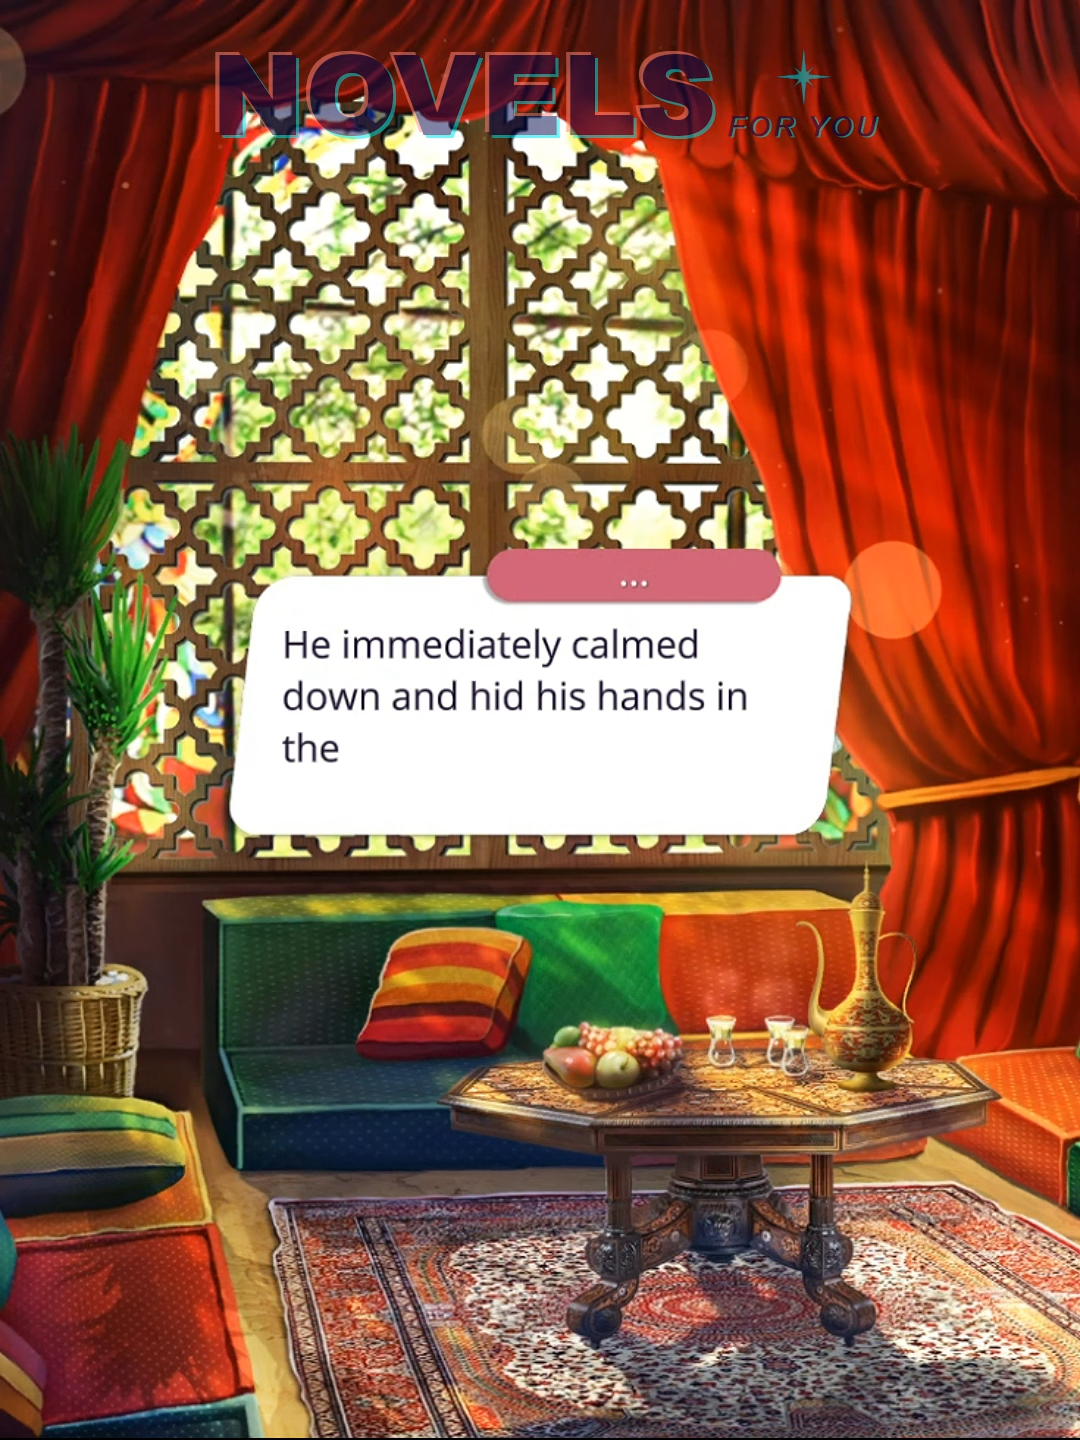 NOVELS
FOR YOU
...
He immediately calmed
down and hid his hands in
the